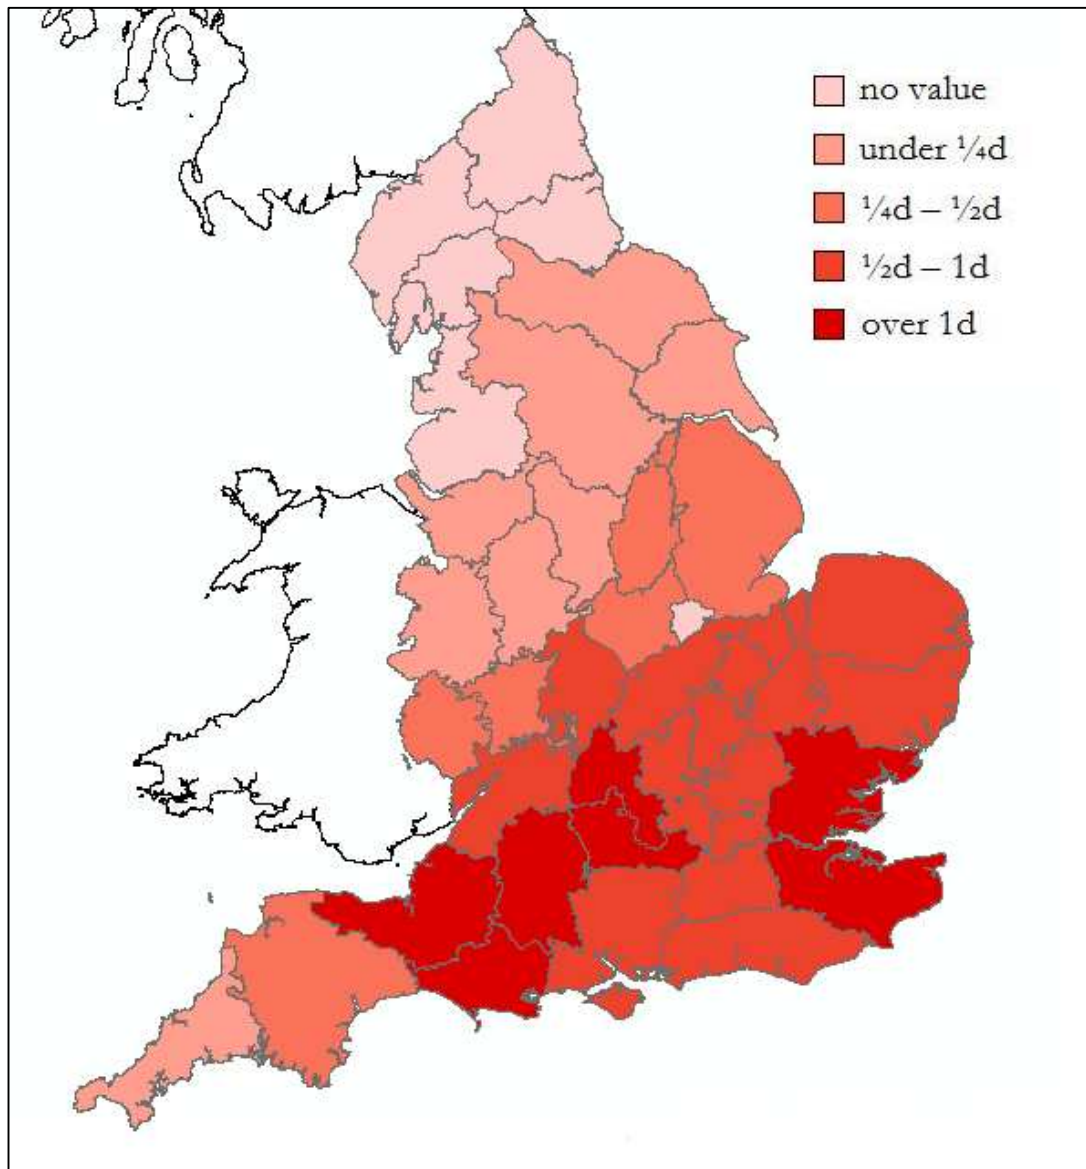 no value
under ¼d
¼d – ½d
½d – 1d
over 1d